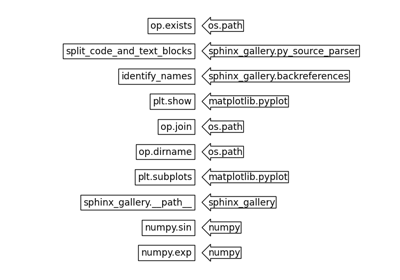 op.exists os.path
split_code_and_text_blocks sphinx_gallery.py_source_parser
identify_names sphinx_gallery.backreferences
plt.show matplotlib.pyplot
op.join os.path
op.dirname os.path
plt.subplots matplotlib.pyplot
sphinx_gallery.__path__ sphinx_gallery
numpy.sin numpy
numpy.exp numpy